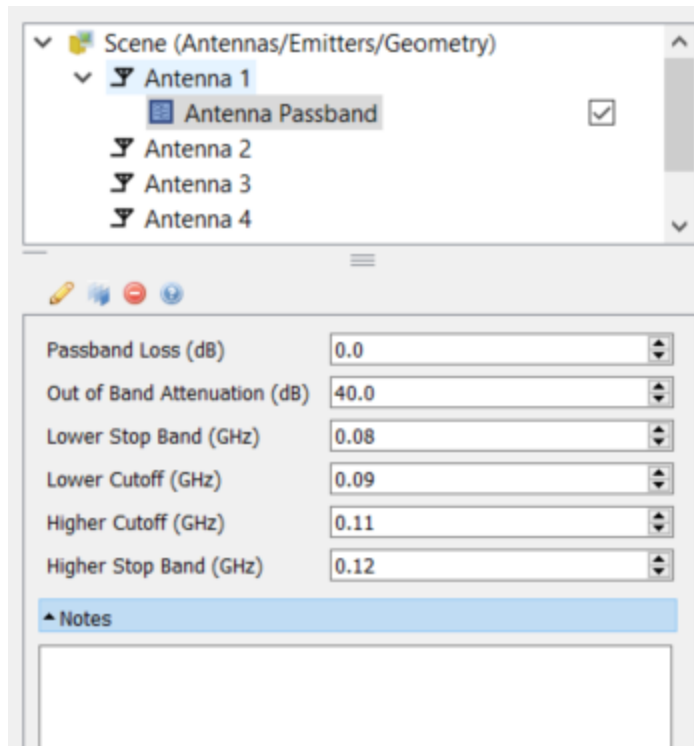 Scene (Antennas/Emitters/Geometry)
Antenna 1
Antenna Passband
Antenna 2
Antenna 3
Antenna 4
Passband Loss (dB) 0.0
Out of Band Attenuation (dB) 40.0
Lower Stop Band (GHz) 0.08
Lower Cutoff (GHz) 0.09
Higher Cutoff (GHz) 0.11
Higher Stop Band (GHz) 0.12
Notes